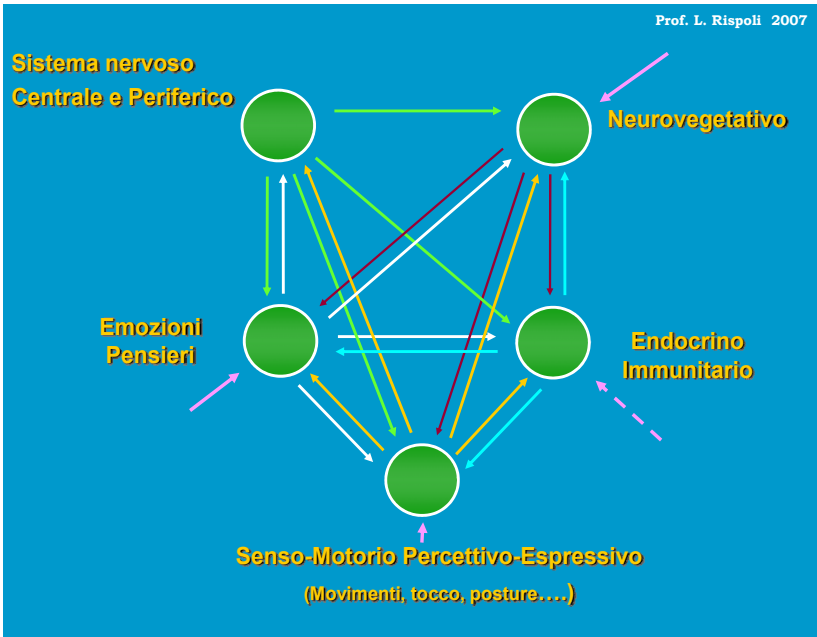 Prof. L. Rispoli 2007
Sistema nervoso
Centrale e Periferico
Neurovegetativo
Emozioni
Pensieri
Endocrino
Immunitario
Senso-Motorio Percettivo-Espressivo
(Movimenti, tocco, posture….)